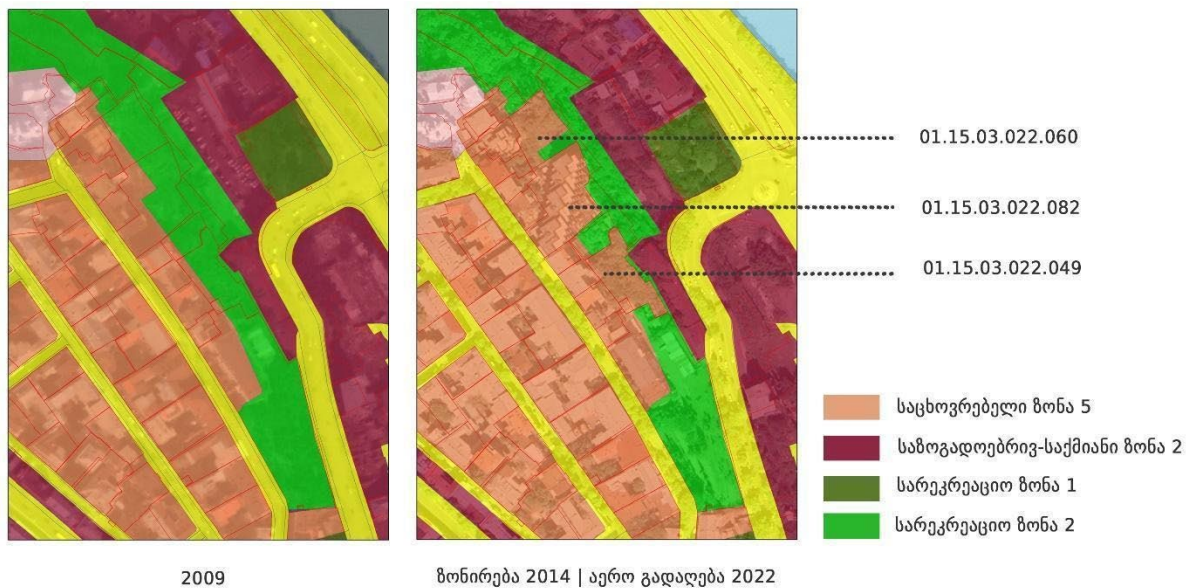 01.15.03.022.060
01.15.03.022.082
01.15.03.022.049
საცხოვრებელი ზონა 5
საზოგადოებრივ-საქმიანი ზონა 2
სარეკრეაციო ზონა 1
სარეკრეაციო ზონა 2
2009
ზონირება 2014 | აერო გადაღება 2022